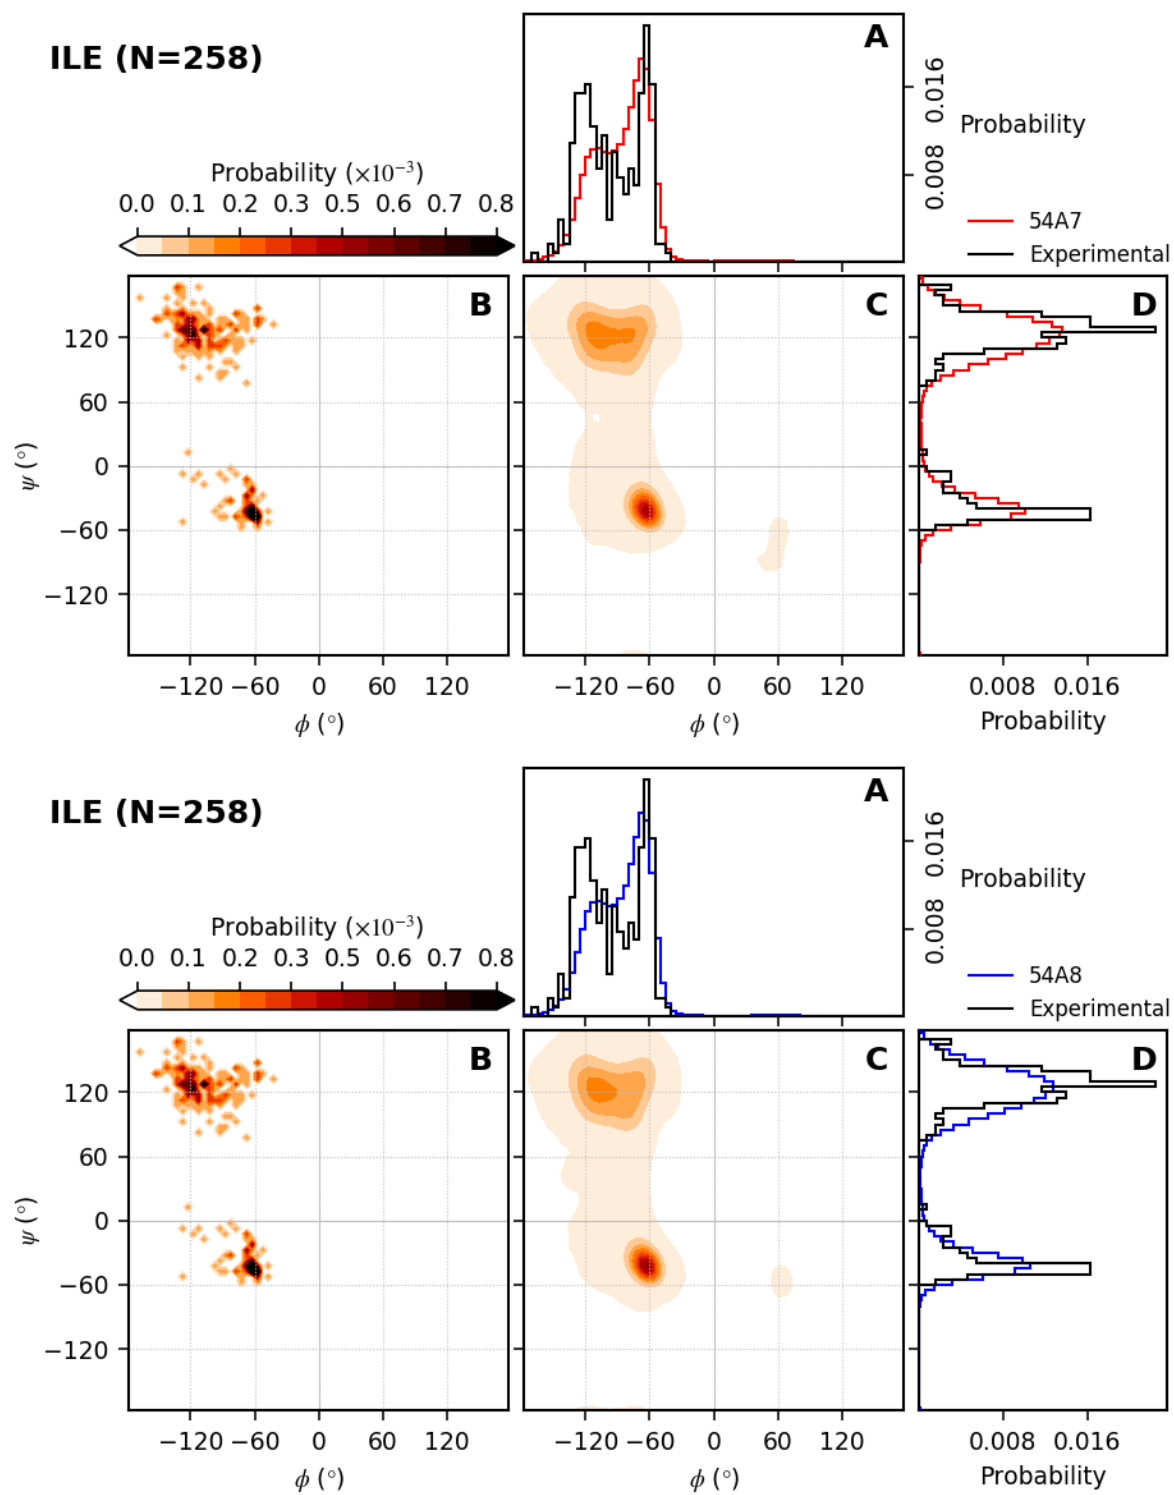 A
ILE (N=258)
0.016
Probability
0.008
Probability (×10⁻³)
0.0 0.1 0.2 0.3 0.5 0.6 0.7 0.8
54A7
Experimental
B
C
D
120
60
0
−60
−120
ψ (°)
−120 −60 0 60 120
−120 −60 0 60 120
0.008 0.016
ϕ (°)
ϕ (°)
Probability
A
ILE (N=258)
0.016
Probability
0.008
Probability (×10⁻³)
0.0 0.1 0.2 0.3 0.5 0.6 0.7 0.8
54A8
Experimental
B
C
D
120
60
0
−60
−120
ψ (°)
−120 −60 0 60 120
−120 −60 0 60 120
0.008 0.016
ϕ (°)
ϕ (°)
Probability